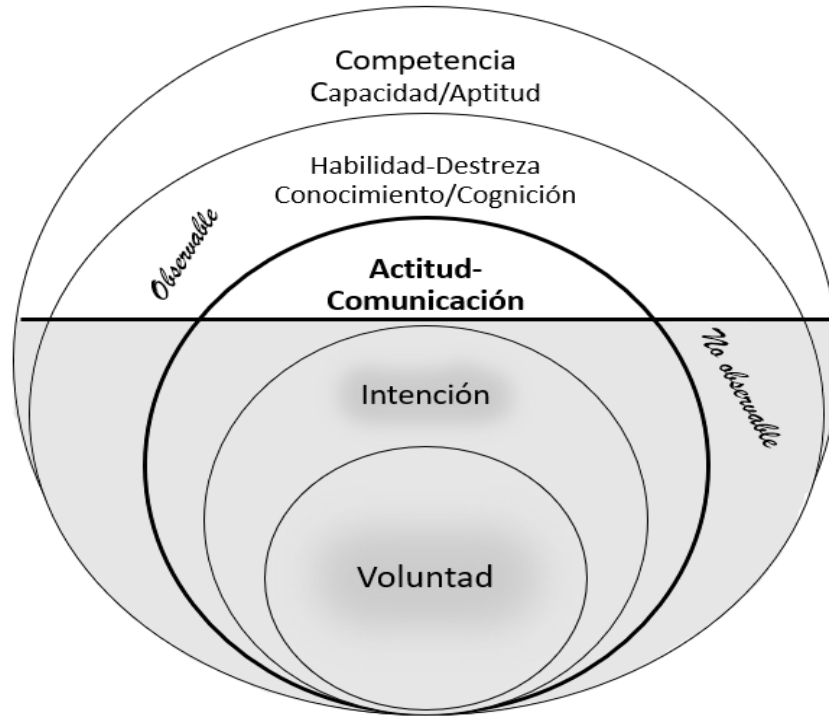 Competencia
Capacidad/Aptitud
Habilidad-Destreza
Conocimiento/Cognición
Observable
Actitud-
Comunicación
No observable
Intención
Voluntad